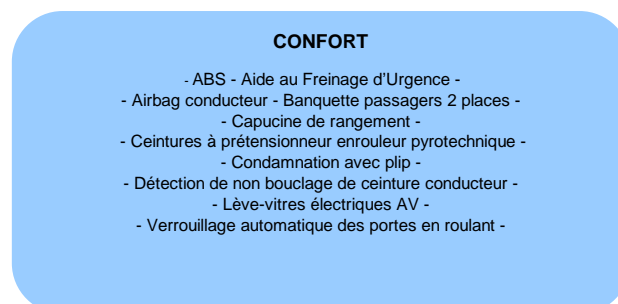 CONFORT
- ABS - Aide au Freinage d'Urgence -
- Airbag conducteur - Banquette passagers 2 places -
- Capucine de rangement -
- Ceintures à prétensionneur enrouleur pyrotechnique -
- Condamnation avec plip -
- Détection de non bouclage de ceinture conducteur -
- Lève-vitres électriques AV -
- Verrouillage automatique des portes en roulant -